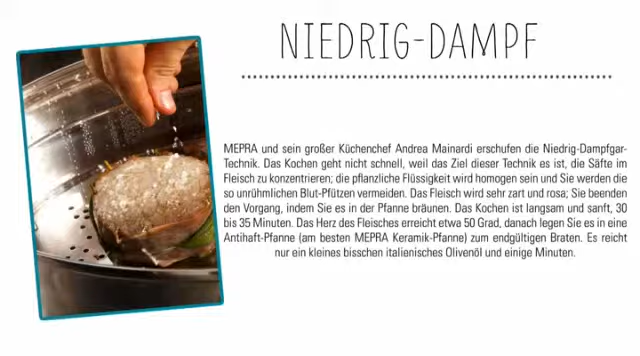 NIEDRIG-DAMPF
MEPRA und sein großer Küchenchef Andrea Mainardi erschufen die Niedrig-Dampfgar-
Technik. Das Kochen geht nicht schnell, weil das Ziel dieser Technik es ist, die Säfte im
Fleisch zu konzentrieren; die pflanzliche Flüssigkeit wird homogen sein und Sie werden die
so unrühmlichen Blut-Pfützen vermeiden. Das Fleisch wird sehr zart und rosa; Sie beenden
den Vorgang, indem Sie es in der Pfanne bräunen. Das Kochen ist langsam und sanft, 30
bis 35 Minuten. Das Herz des Fleisches erreicht etwa 50 Grad, danach legen Sie es in eine
Antihaft-Pfanne (am besten MEPRA Keramik-Pfanne) zum endgültigen Braten. Es reicht
nur ein kleines bisschen italienisches Olivenöl und einige Minuten.